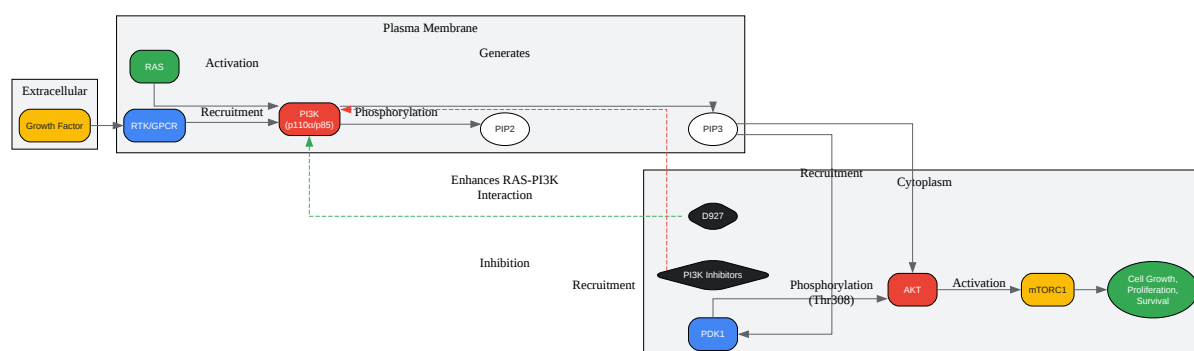 Plasma Membrane
Generates
RAS
Activation
Extracellular
Growth Factor
RTK/GPCR
Recruitment
PI3K
(p110α/p85)
Phosphorylation
PIP2
PIP3
Enhances RAS-PI3K
Interaction
Recruitment
Cytoplasm
D927
Inhibition
PI3K Inhibitors
Recruitment
Phosphorylation
(Thr308)
AKT
Activation
mTORC1
Cell Growth,
Proliferation,
Survival
PDK1